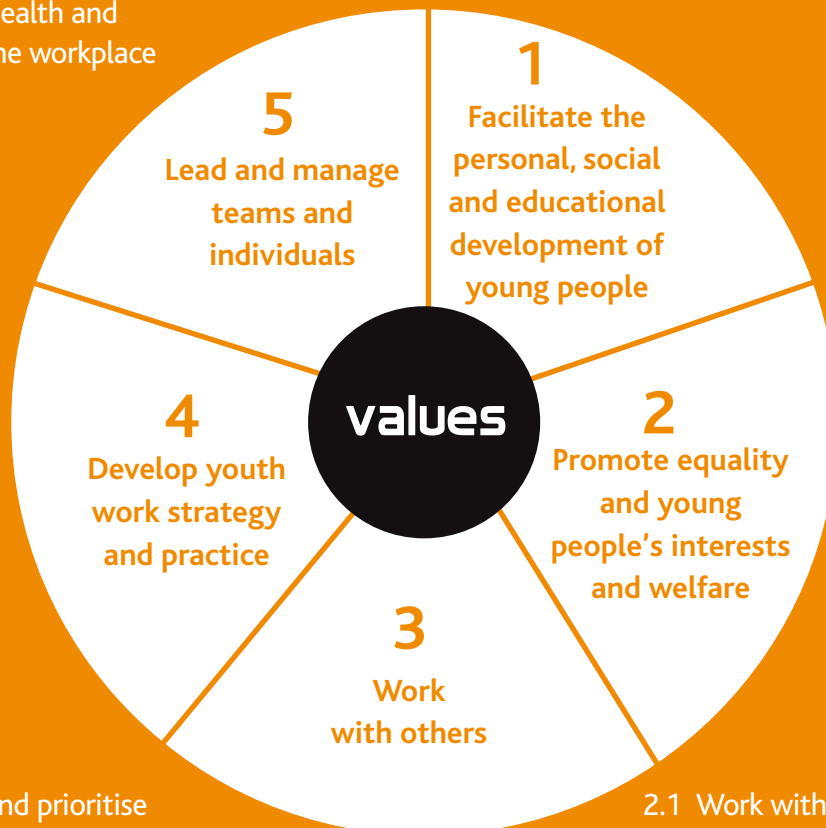 ealth and
ne workplace
1
Facilitate the
personal, social
and educational
development of
young people
5
Lead and manage
teams and
individuals
values
2
Promote equality
and young
people's interests
and welfare
4
Develop youth
work strategy
and practice
3
Work
with others
nd prioritise
2.1 Work with